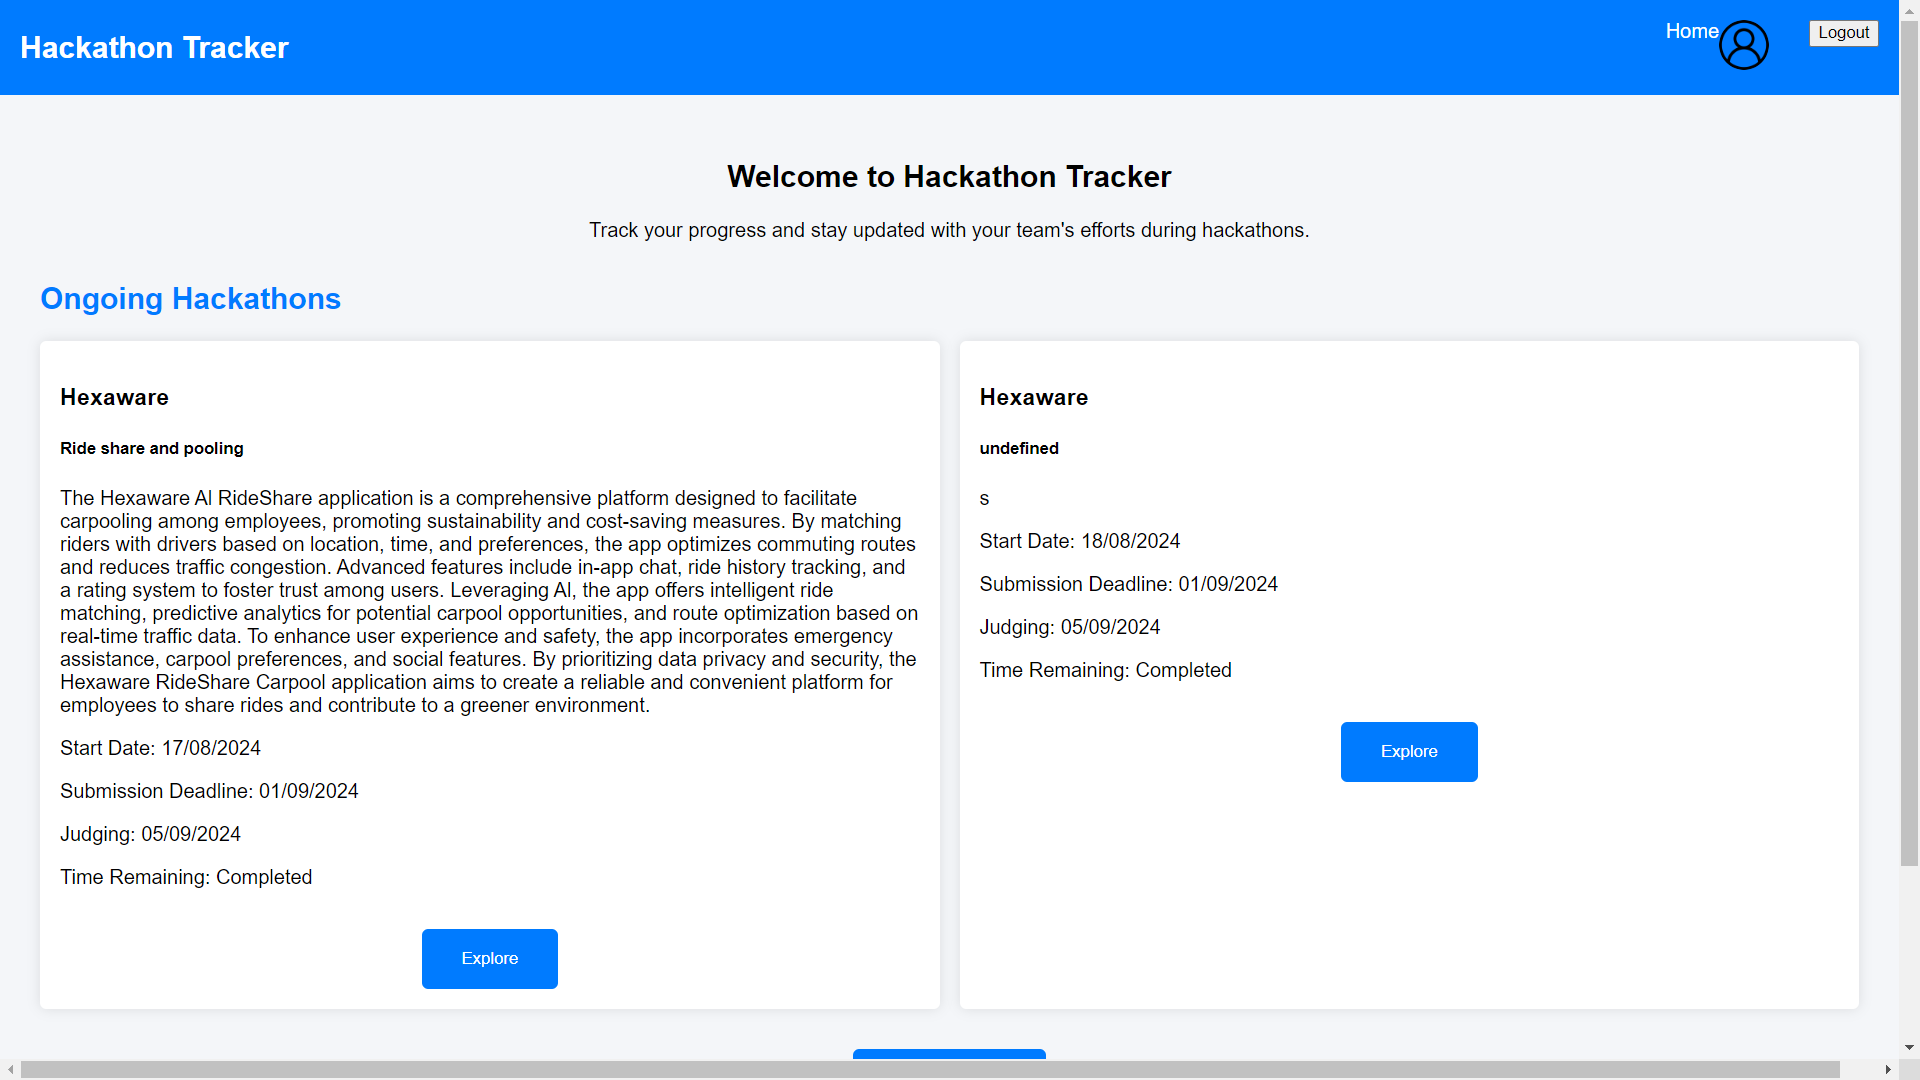 Hackathon Tracker
Home
Logout
Welcome to Hackathon Tracker
Track your progress and stay updated with your team's efforts during hackathons.
Ongoing Hackathons
Hexaware
Ride share and pooling
The Hexaware AI RideShare application is a comprehensive platform designed to facilitate
carpooling among employees, promoting sustainability and cost-saving measures. By matching
riders with drivers based on location, time, and preferences, the app optimizes commuting routes
and reduces traffic congestion. Advanced features include in-app chat, ride history tracking, and
a rating system to foster trust among users. Leveraging AI, the app offers intelligent ride
matching, predictive analytics for potential carpool opportunities, and route optimization based on
real-time traffic data. To enhance user experience and safety, the app incorporates emergency
assistance, carpool preferences, and social features. By prioritizing data privacy and security, the
Hexaware RideShare Carpool application aims to create a reliable and convenient platform for
employees to share rides and contribute to a greener environment.
Start Date: 17/08/2024
Submission Deadline: 01/09/2024
Judging: 05/09/2024
Time Remaining: Completed
Explore
Hexaware
undefined
s
Start Date: 18/08/2024
Submission Deadline: 01/09/2024
Judging: 05/09/2024
Time Remaining: Completed
Explore